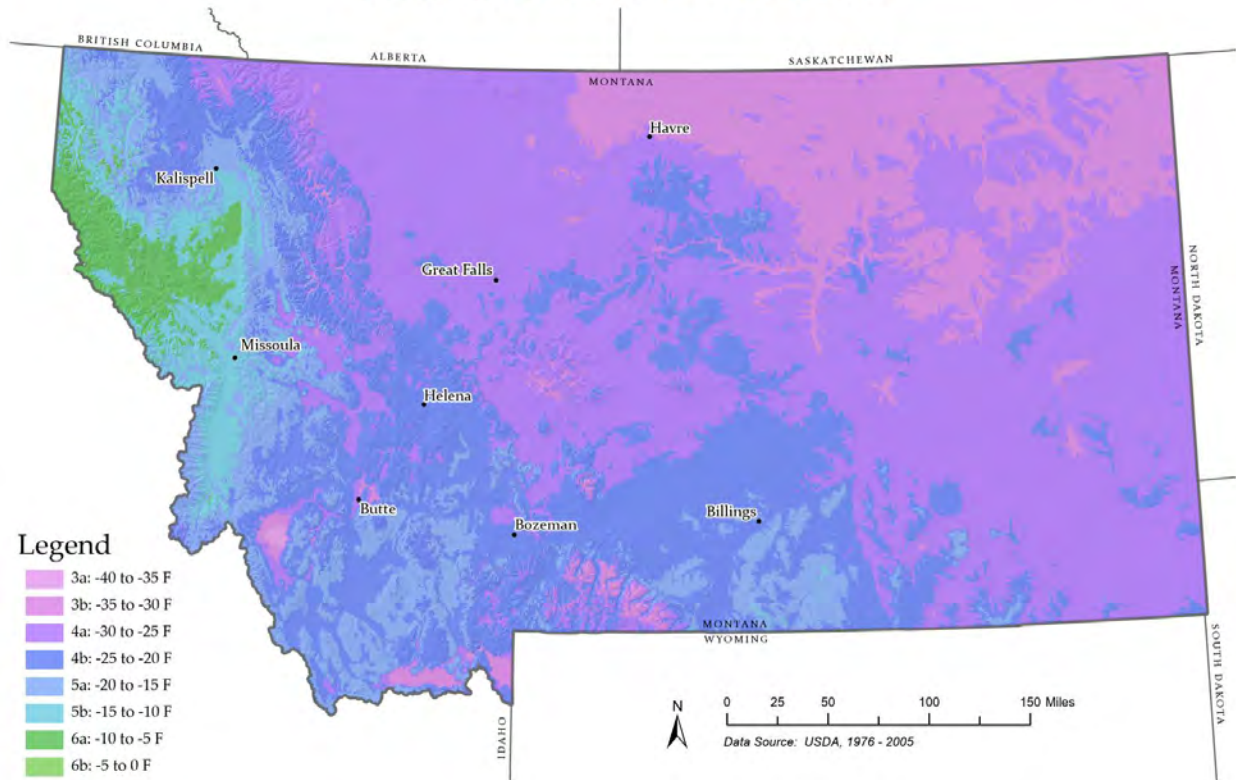 BRITISH COLUMBIA
ALBERTA
SASKATCHEWAN
MONTANA
Havre
Kalispell
Great Falls
NORTH DAKOTA
MONTANA
Missoula
Helena
Butte
Bozeman
Billings
MONTANA
WYOMING
SOUTH DAKOTA
IDAHO
Legend
3a: -40 to -35 F
3b: -35 to -30 F
4a: -30 to -25 F
4b: -25 to -20 F
5a: -20 to -15 F
5b: -15 to -10 F
6a: -10 to -5 F
6b: -5 to 0 F
N
0 25 50 100 150 Miles
Data Source: USDA, 1976 - 2005